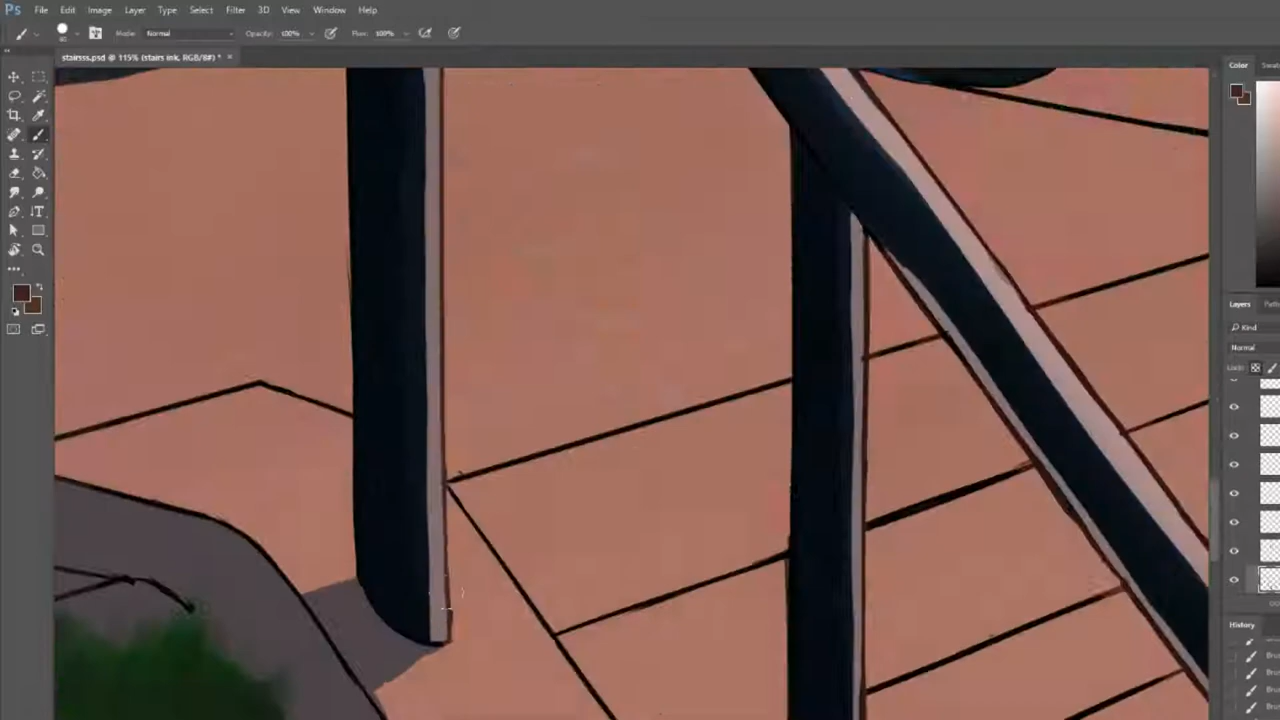 Ps File Edit Image Layer Type Select Filter 3D View Window Help
Mode: Normal Opacity: 100% Flow: 100%
stairsss.psd @ 115% (stairs ink, RGB/8#) * ×
Color
Layers
Kind
Normal
Lock:
History